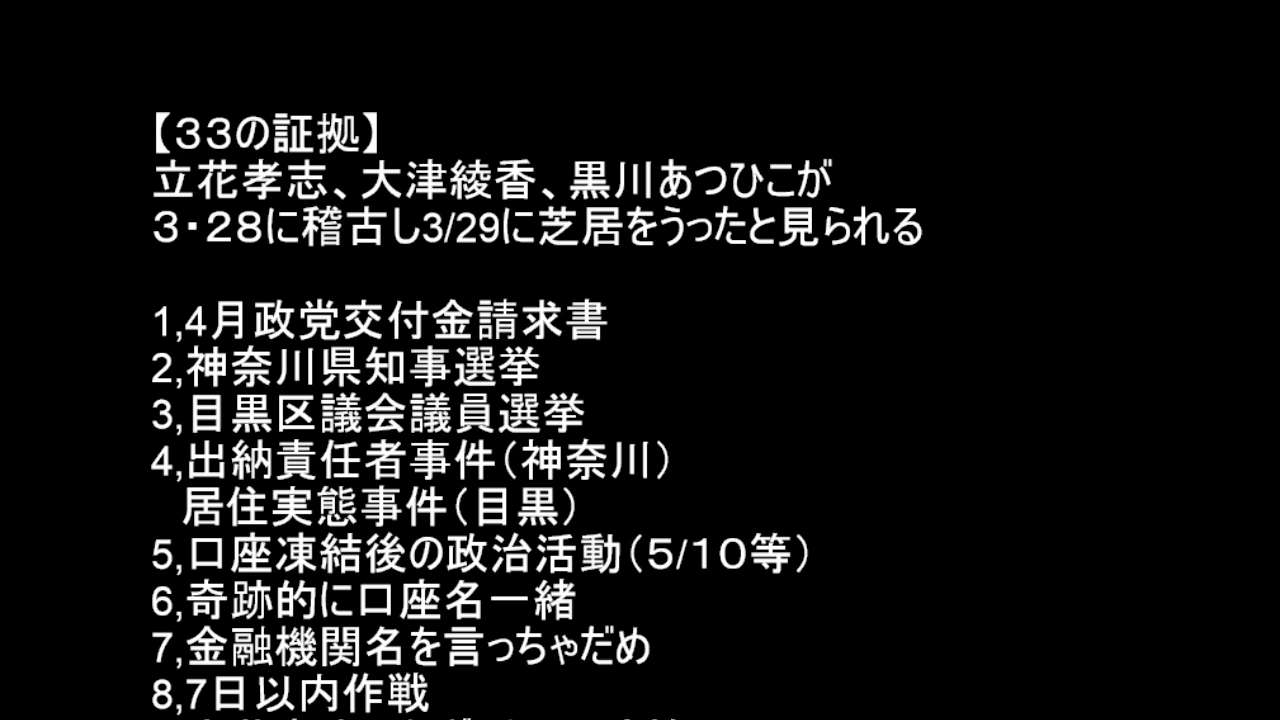 【３３の証拠】
立花孝志、大津綾香、黒川あつひこが
３・２８に稽古し3/29に芝居をうったと見られる
1,4月政党交付金請求書
2,神奈川県知事選挙
3,目黒区議会議員選挙
4,出納責任者事件（神奈川）
居住実態事件（目黒）
5,口座凍結後の政治活動（５/１０等）
6,奇跡的に口座名一緒
7,金融機関名を言っちゃだめ
8,7日以内作戦